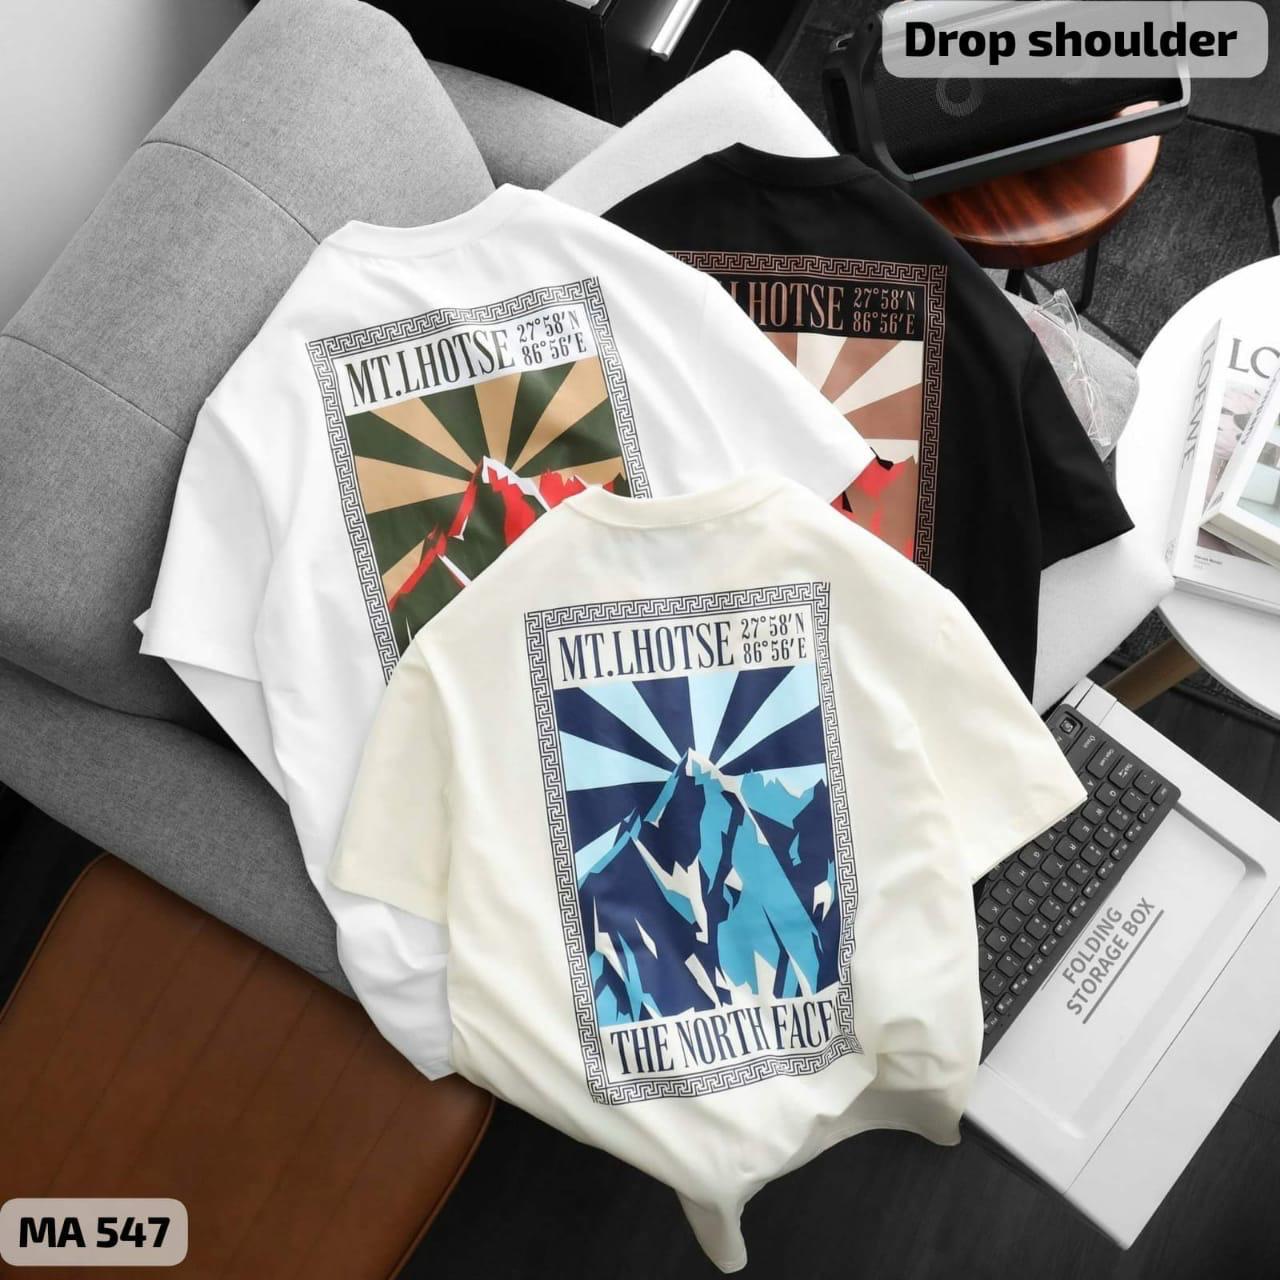 Drop shoulder
MT.LHOTSE 27°58'N
86°56'E
LHOTSE 27°58'N
86°56'E
MT.LHOTSE 27°58'N
86°56'E
THE NORTH FACE
LOEWE
FOLDING
STORAGE BOX
MA 547